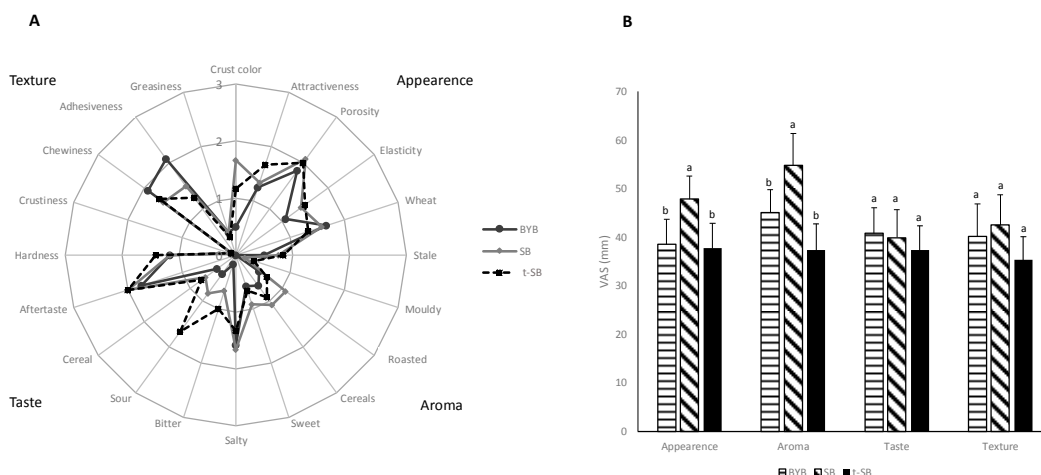 A
Texture
Appearence
Crust color
Greasiness
Attractiveness
Adhesiveness
Porosity
Chewiness
Elasticity
Crustiness
Wheat
Hardness
Stale
Aftertaste
Mouldy
Cereal
Roasted
Sour
Cereals
Bitter
Sweet
Salty
Taste
Aroma
3
2
1
0
BYB
SB
t-SB
B
VAS (mm)
70
60
50
40
30
20
10
0
b a b
b a b
a a a
a a a
Appearence Aroma Taste Texture
BYB SB t-SB